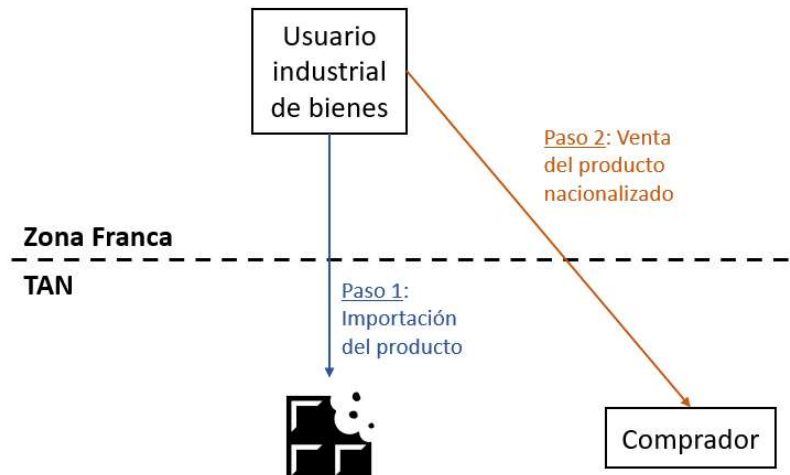 Usuario
industrial
de bienes
Paso 2: Venta
del producto
nacionalizado
Zona Franca
TAN
Paso 1:
Importación
del producto
Comprador